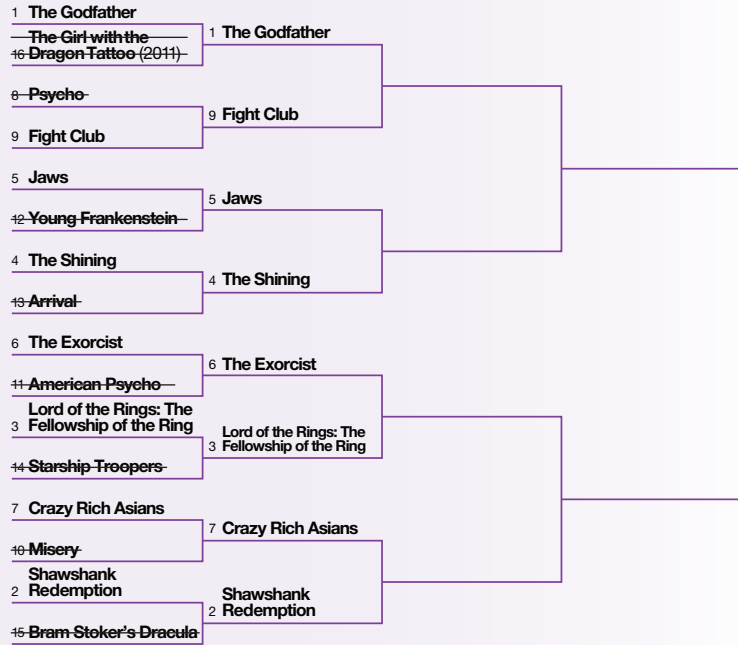 1 The Godfather
The Girl with the
16 Dragon Tattoo (2011)
8 Psycho
9 Fight Club
5 Jaws
12 Young Frankenstein
4 The Shining
13 Arrival
6 The Exorcist
11 American Psycho
Lord of the Rings: The
3 Fellowship of the Ring
14 Starship Troopers
7 Crazy Rich Asians
10 Misery
Shawshank
2 Redemption
15 Bram Stoker's Dracula
1 The Godfather
9 Fight Club
5 Jaws
4 The Shining
6 The Exorcist
Lord of the Rings: The
3 Fellowship of the Ring
7 Crazy Rich Asians
Shawshank
2 Redemption